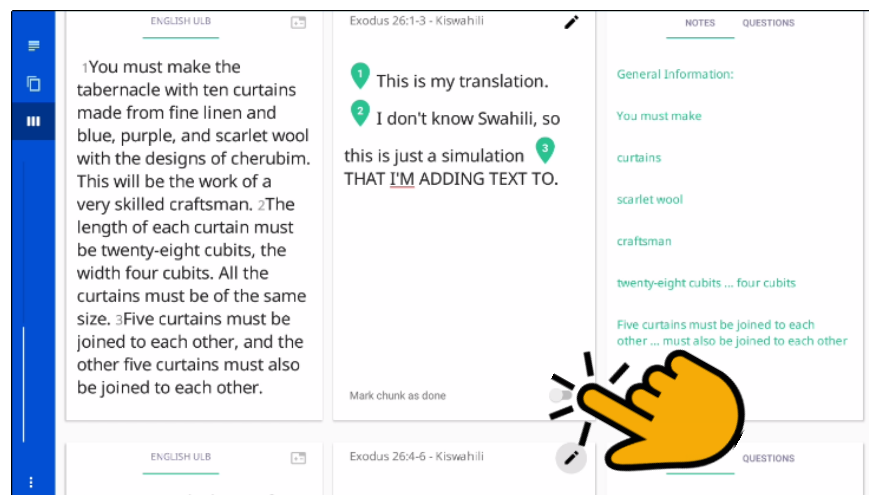 ENGLISH ULB
1You must make the
tabernacle with ten curtains
made from fine linen and
blue, purple, and scarlet wool
with the designs of cherubim.
This will be the work of a
very skilled craftsman. 2The
length of each curtain must
be twenty-eight cubits, the
width four cubits. All the
curtains must be of the same
size. 3Five curtains must be
joined to each other, and the
other five curtains must also
be joined to each other.
Exodus 26:1-3 - Kiswahili
1 This is my translation.
2 I don't know Swahili, so
this is just a simulation 3
THAT I'M ADDING TEXT TO.
Mark chunk as done
NOTES QUESTIONS
General Information:
You must make
curtains
scarlet wool
craftsman
twenty-eight cubits ... four cubits
Five curtains must be joined to each
other ... must also be joined to each other
ENGLISH ULB
Exodus 26:4-6 - Kiswahili
QUESTIONS